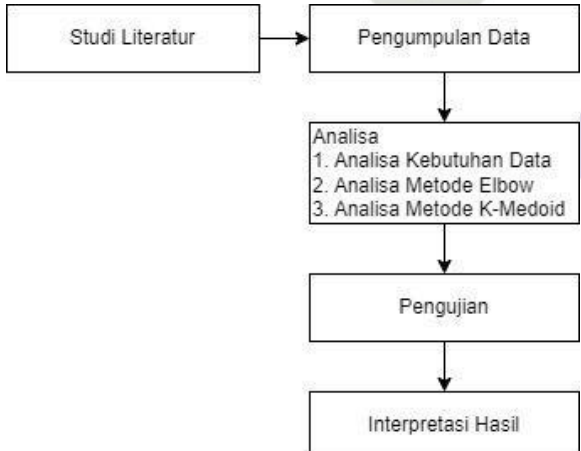 Studi Literatur
Pengumpulan Data
Analisa
1. Analisa Kebutuhan Data
2. Analisa Metode Elbow
3. Analisa Metode K-Medoid
Pengujian
Interpretasi Hasil